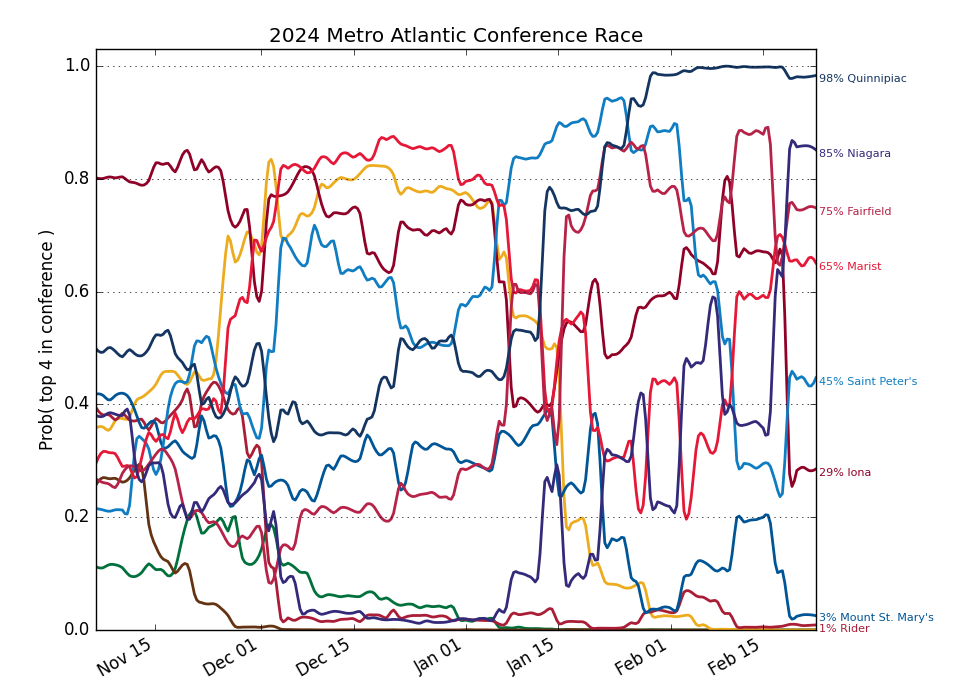 2024 Metro Atlantic Conference Race
Prob( top 4 in conference )
1.0
0.8
0.6
0.4
0.2
0.0
Nov 15
Dec 01
Dec 15
Jan 01
Jan 15
Feb 01
Feb 15
98% Quinnipiac
85% Niagara
75% Fairfield
65% Marist
45% Saint Peter's
29% Iona
3% Mount St. Mary's
1% Rider